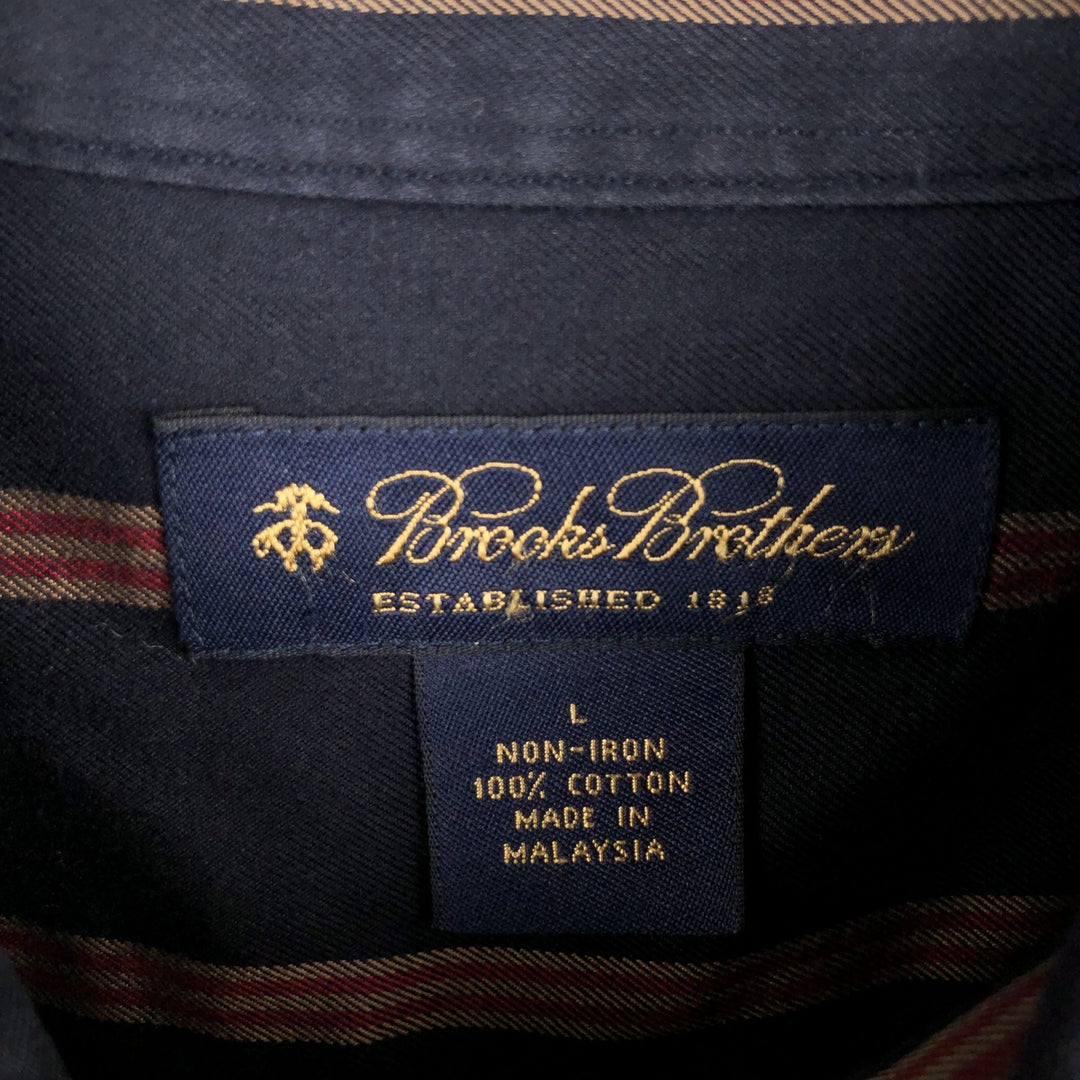 Brooks Brothers
ESTABLISHED 1818
L
NON-IRON
100% COTTON
MADE IN
MALAYSIA